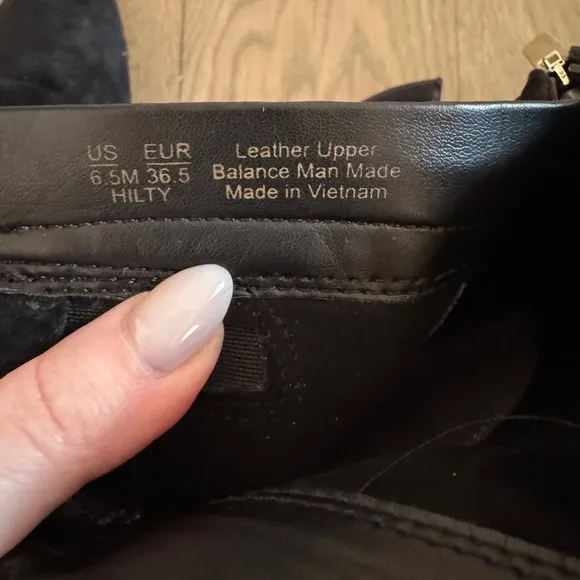 US EUR Leather Upper
6.5M 36.5 Balance Man Made
HILTY Made in Vietnam